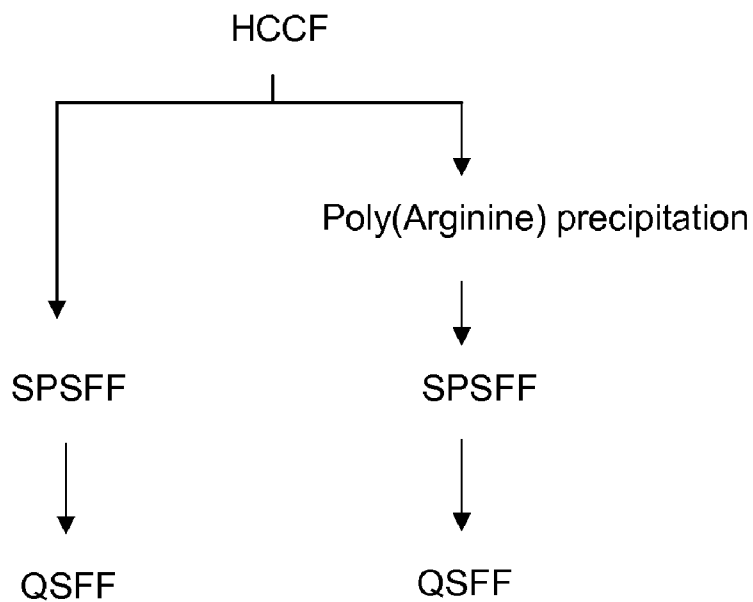 HCCF
Poly(Arginine) precipitation
SPSFF
SPSFF
QSFF
QSFF